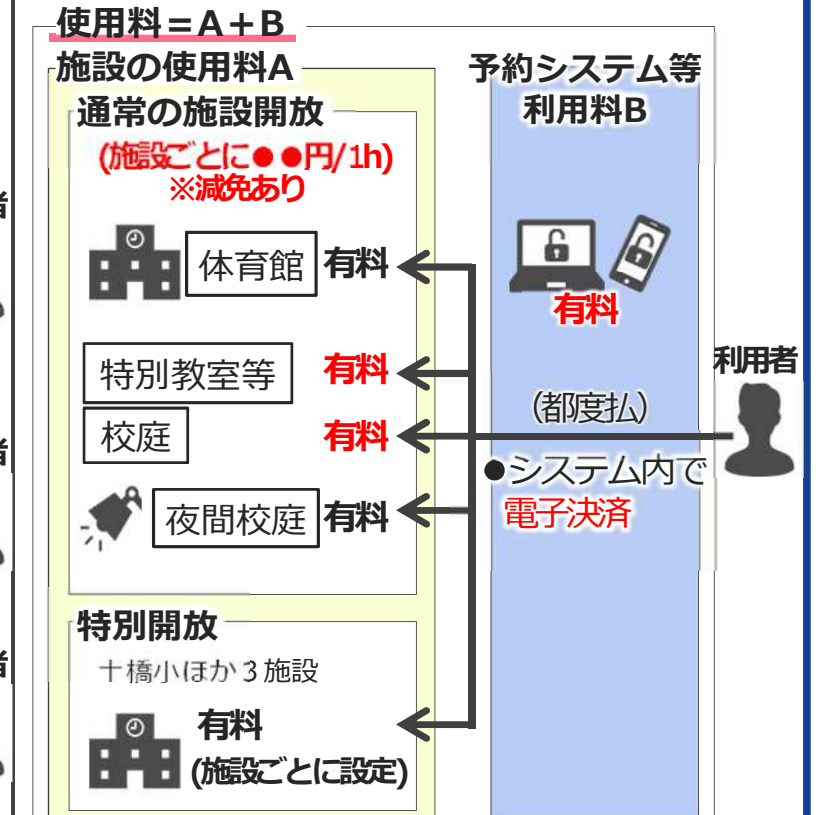 使用料＝A＋B
施設の使用料A
通常の施設開放
(施設ごとに●●円/1h)
※減免あり
体育館 有料
特別教室等 有料
校庭 有料
夜間校庭 有料
特別開放
十橋小ほか３施設
有料
(施設ごとに設定)
予約システム等
利用料B
有料
(都度払)
●システム内で
電子決済
利用者
者
者
者